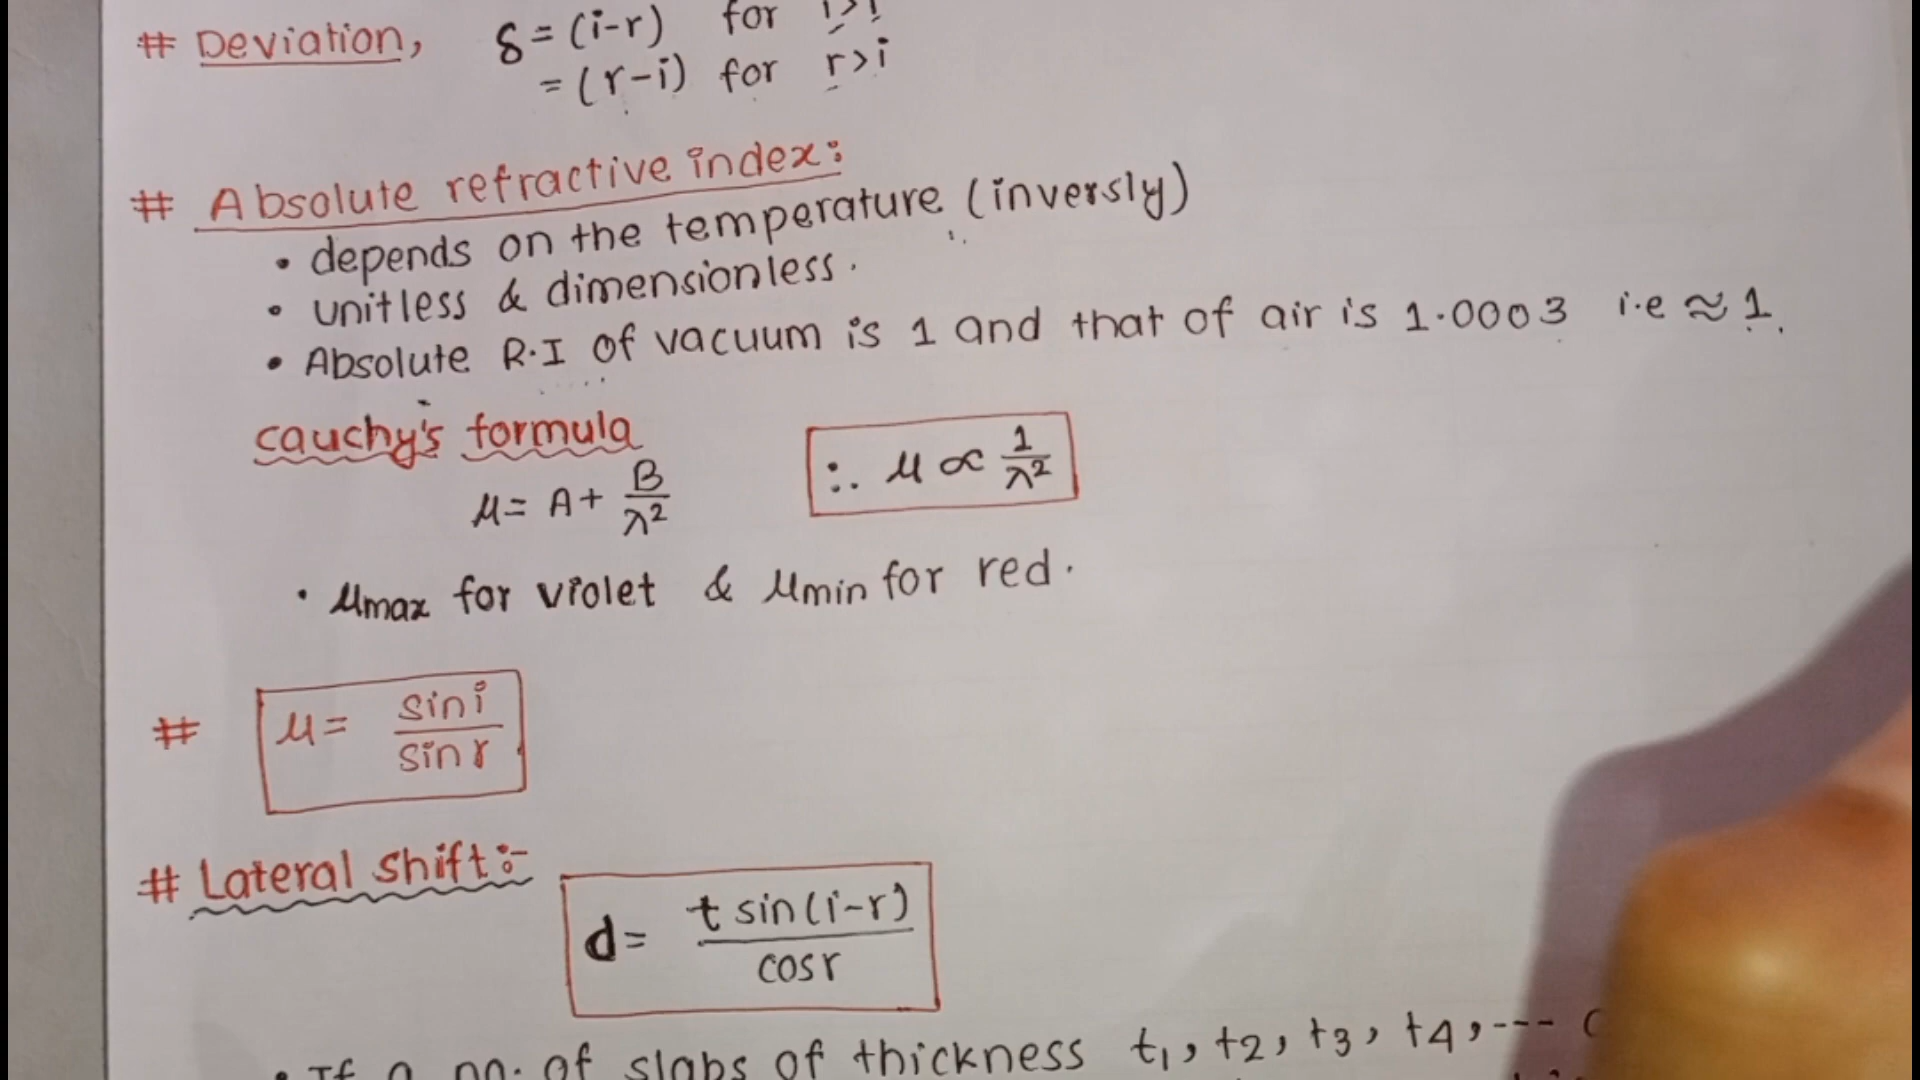 # Deviation, δ = (i-r) for i>r
= (r-i) for r>i
# Absolute refractive index:
• depends on the temperature (inversly)
• unitless & dimensionless.
• Absolute R.I of vacuum is 1 and that of air is 1.0003 i.e ≈ 1.
cauchy's formula
μ = A + B/λ² ∴ μ ∝ 1/λ²
• μmax for violet & μmin for red.
# μ = sin i / sin r
# Lateral shift:-
d = t sin(i-r) / cos r
• If a no. of slabs of thickness t₁, t₂, t₃, t₄, ---